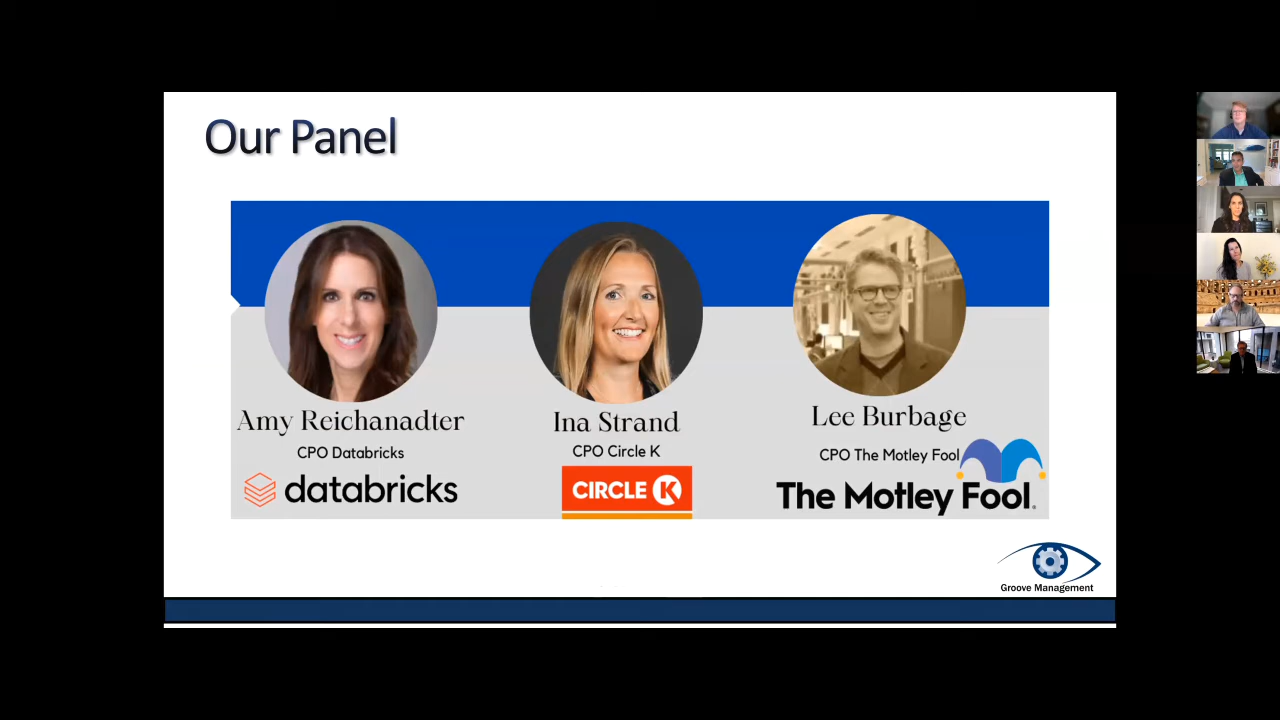 Our Panel
Amy Reichanadter
CPO Databricks
databricks
Ina Strand
CPO Circle K
CIRCLE K
Lee Burbage
CPO The Motley Fool
The Motley Fool.
Groove Management